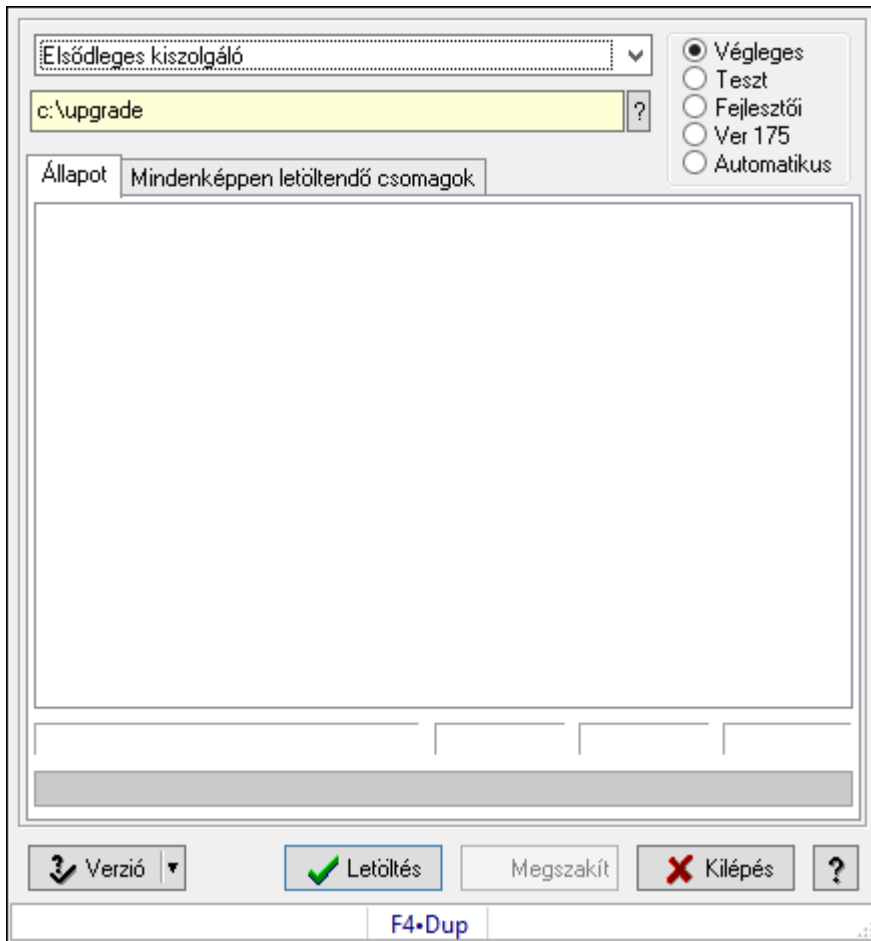 Elsődleges kiszolgáló
c:\upgrade
?
Végleges
Teszt
Fejlesztői
Ver 175
Automatikus
Állapot
Mindenképpen letöltendő csomagok
Verzió
Letöltés
Megszakít
Kilépés
?
F4•Dup